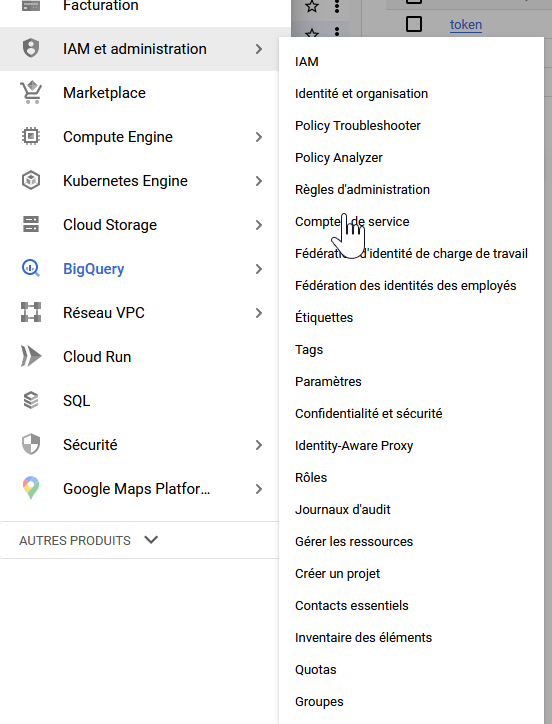 Facturation
IAM et administration
Marketplace
Compute Engine
Kubernetes Engine
Cloud Storage
BigQuery
Réseau VPC
Cloud Run
SQL
Sécurité
Google Maps Platfor…
AUTRES PRODUITS
token
IAM
Identité et organisation
Policy Troubleshooter
Policy Analyzer
Règles d'administration
Comptes de service
Fédération d'identité de charge de travail
Fédération des identités des employés
Étiquettes
Tags
Paramètres
Confidentialité et sécurité
Identity-Aware Proxy
Rôles
Journaux d'audit
Gérer les ressources
Créer un projet
Contacts essentiels
Inventaire des éléments
Quotas
Groupes